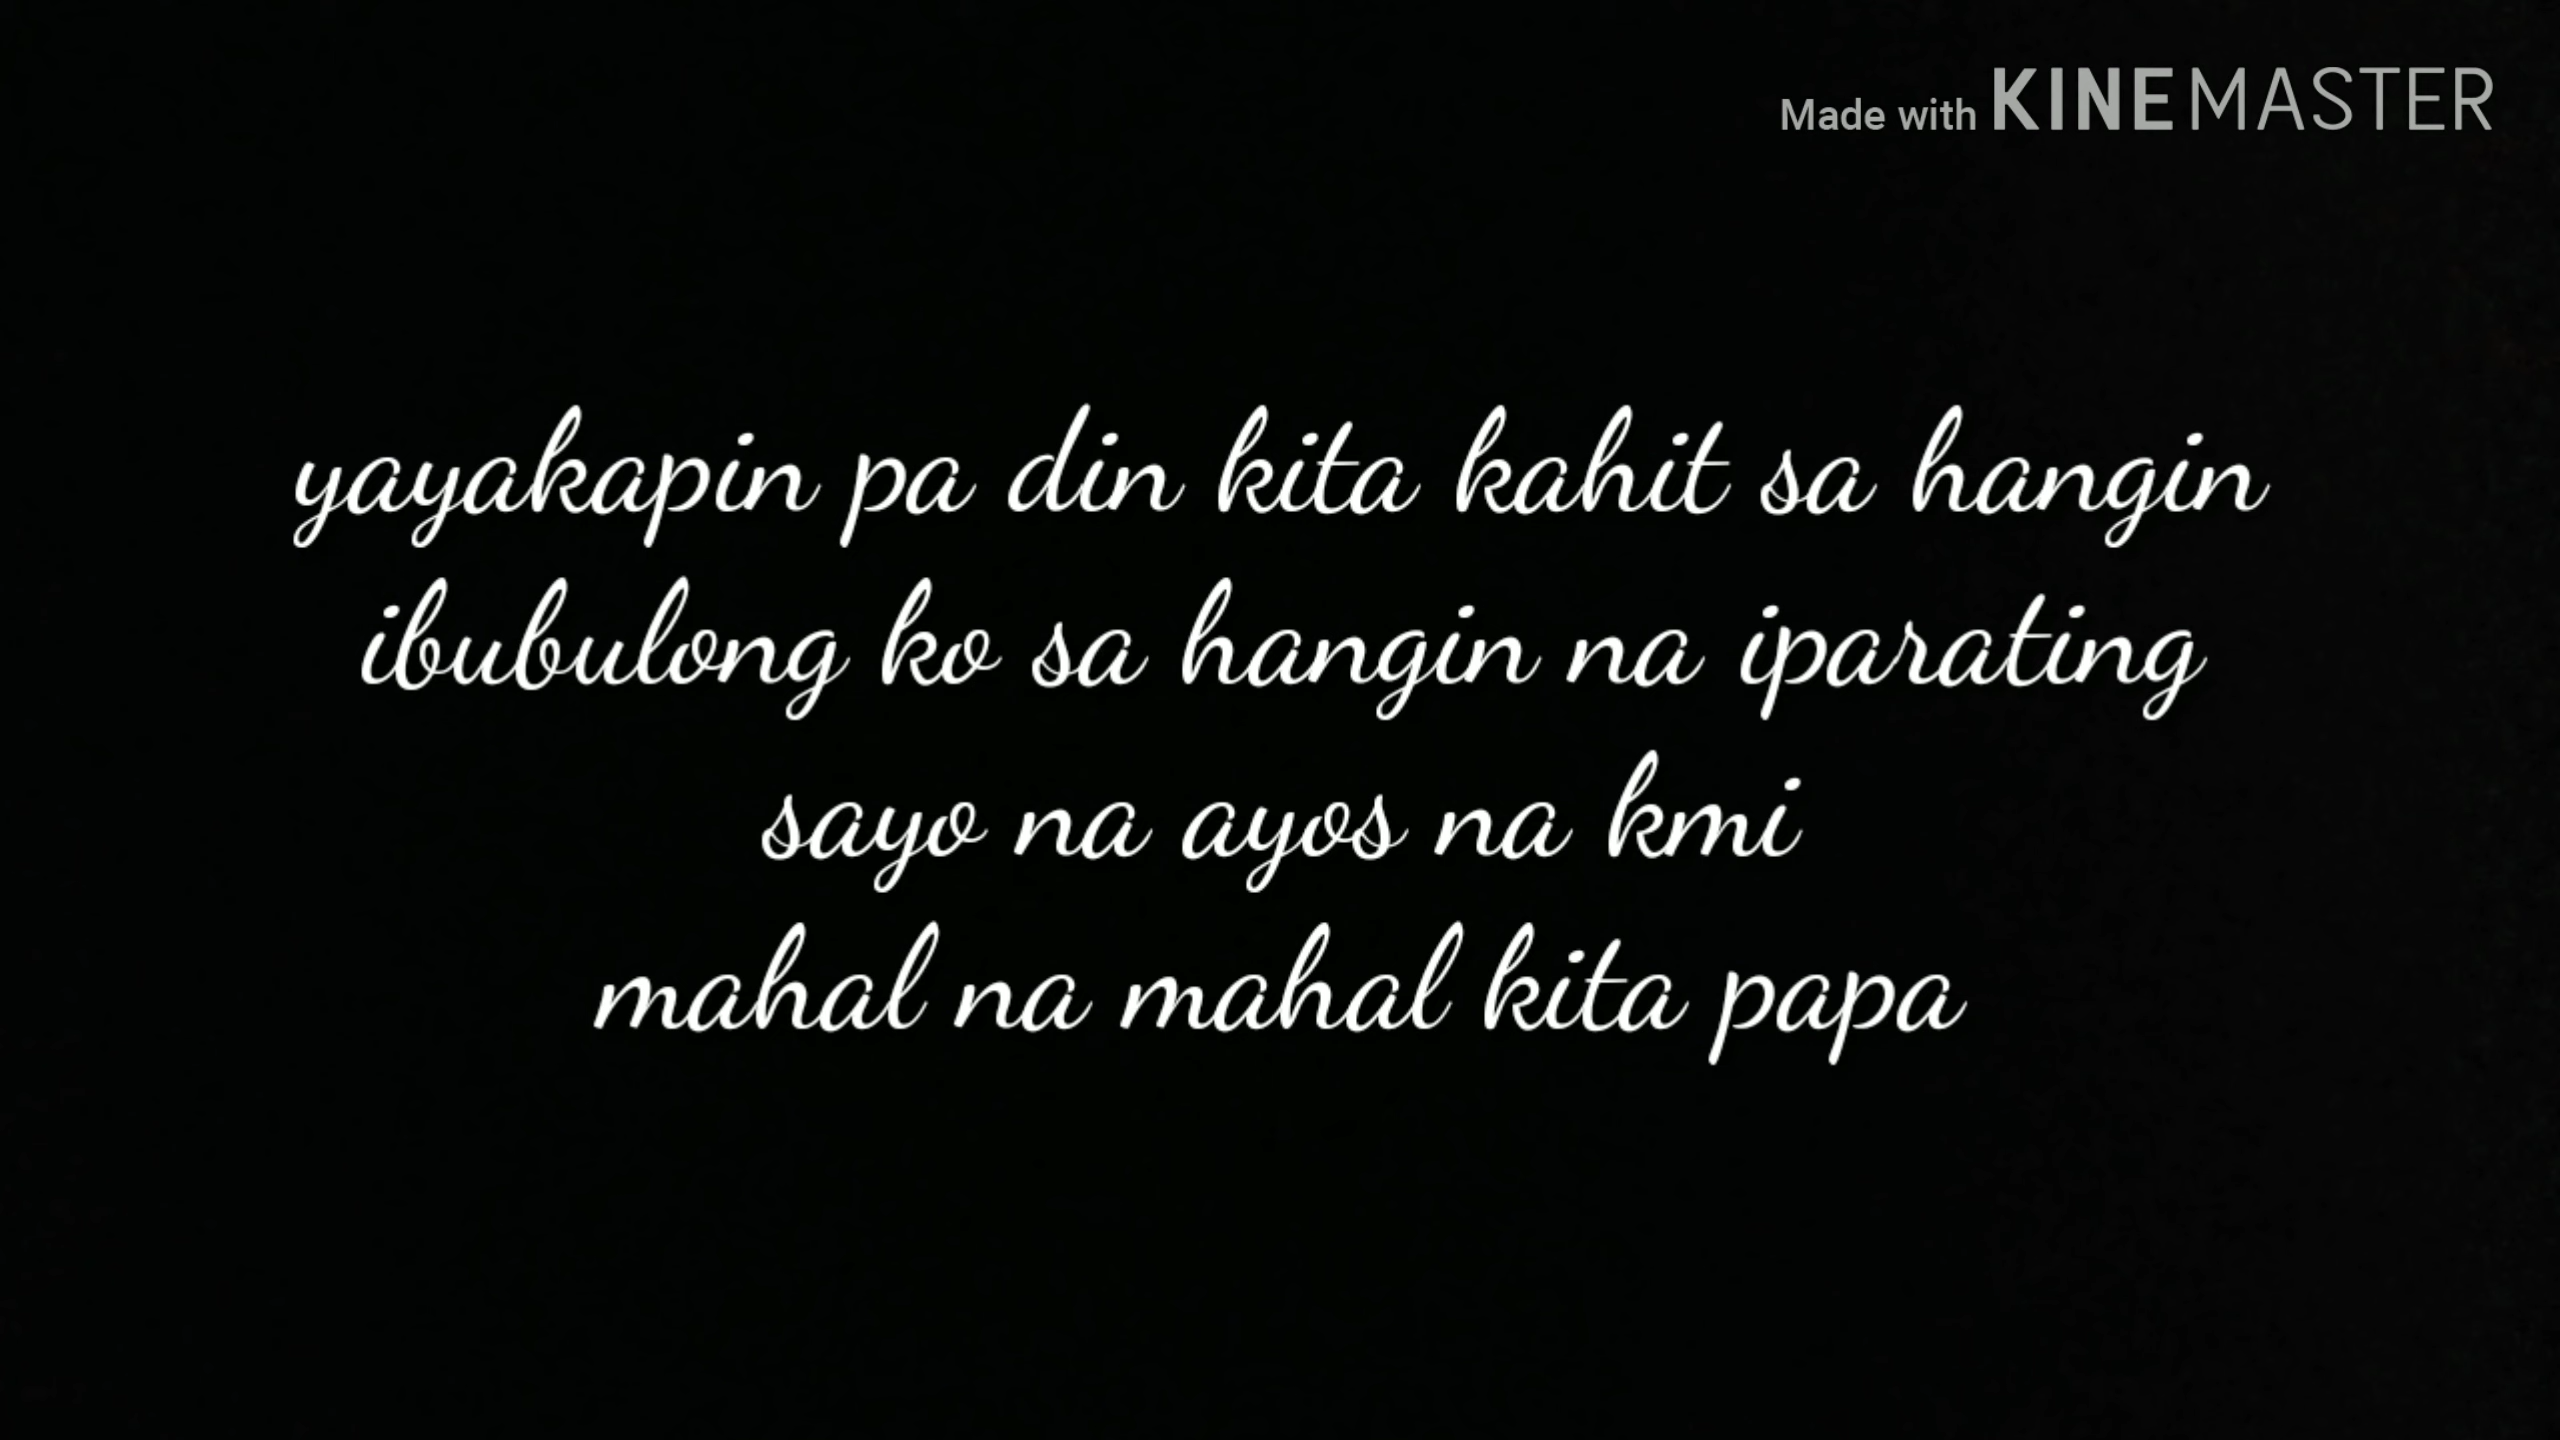 Made with KINEMASTER
yayakapin pa din kita kahit sa hangin
ibubulong ko sa hangin na iparating
sayo na ayos na kmi
mahal na mahal kita papa